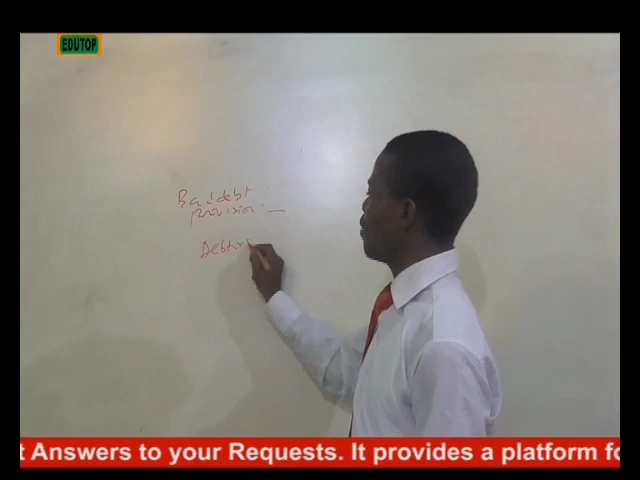 EDUTOP
Bad debt
provision.
Debtors
t Answers to your Requests. It provides a platform fo